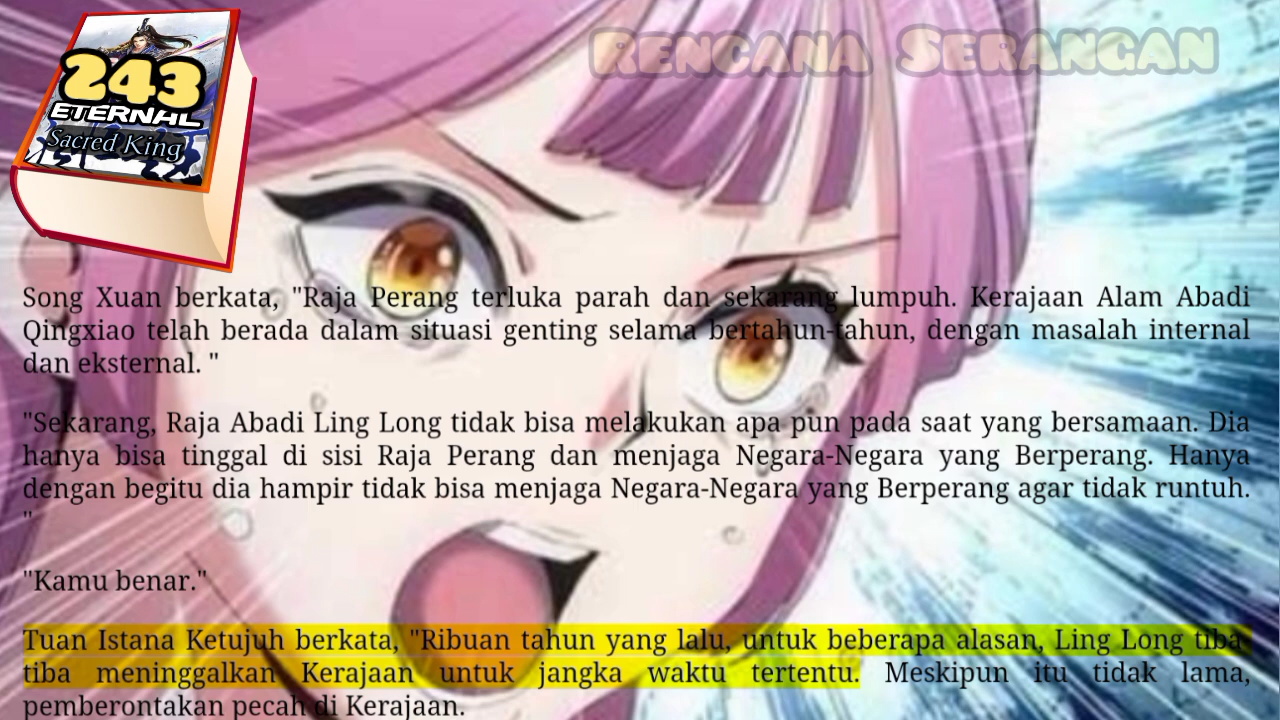 RENCANA SERANGAN
243
ETERNAL
Sacred King
Song Xuan berkata, "Raja Perang terluka parah dan sekarang lumpuh. Kerajaan Alam Abadi
Qingxiao telah berada dalam situasi genting selama bertahun-tahun, dengan masalah internal
dan eksternal. "
"Sekarang, Raja Abadi Ling Long tidak bisa melakukan apa pun pada saat yang bersamaan. Dia
hanya bisa tinggal di sisi Raja Perang dan menjaga Negara-Negara yang Berperang. Hanya
dengan begitu dia hampir tidak bisa menjaga Negara-Negara yang Berperang agar tidak runtuh.
"
"Kamu benar."
Tuan Istana Ketujuh berkata, "Ribuan tahun yang lalu, untuk beberapa alasan, Ling Long tiba-
tiba meninggalkan Kerajaan untuk jangka waktu tertentu. Meskipun itu tidak lama,
pemberontakan pecah di Kerajaan.